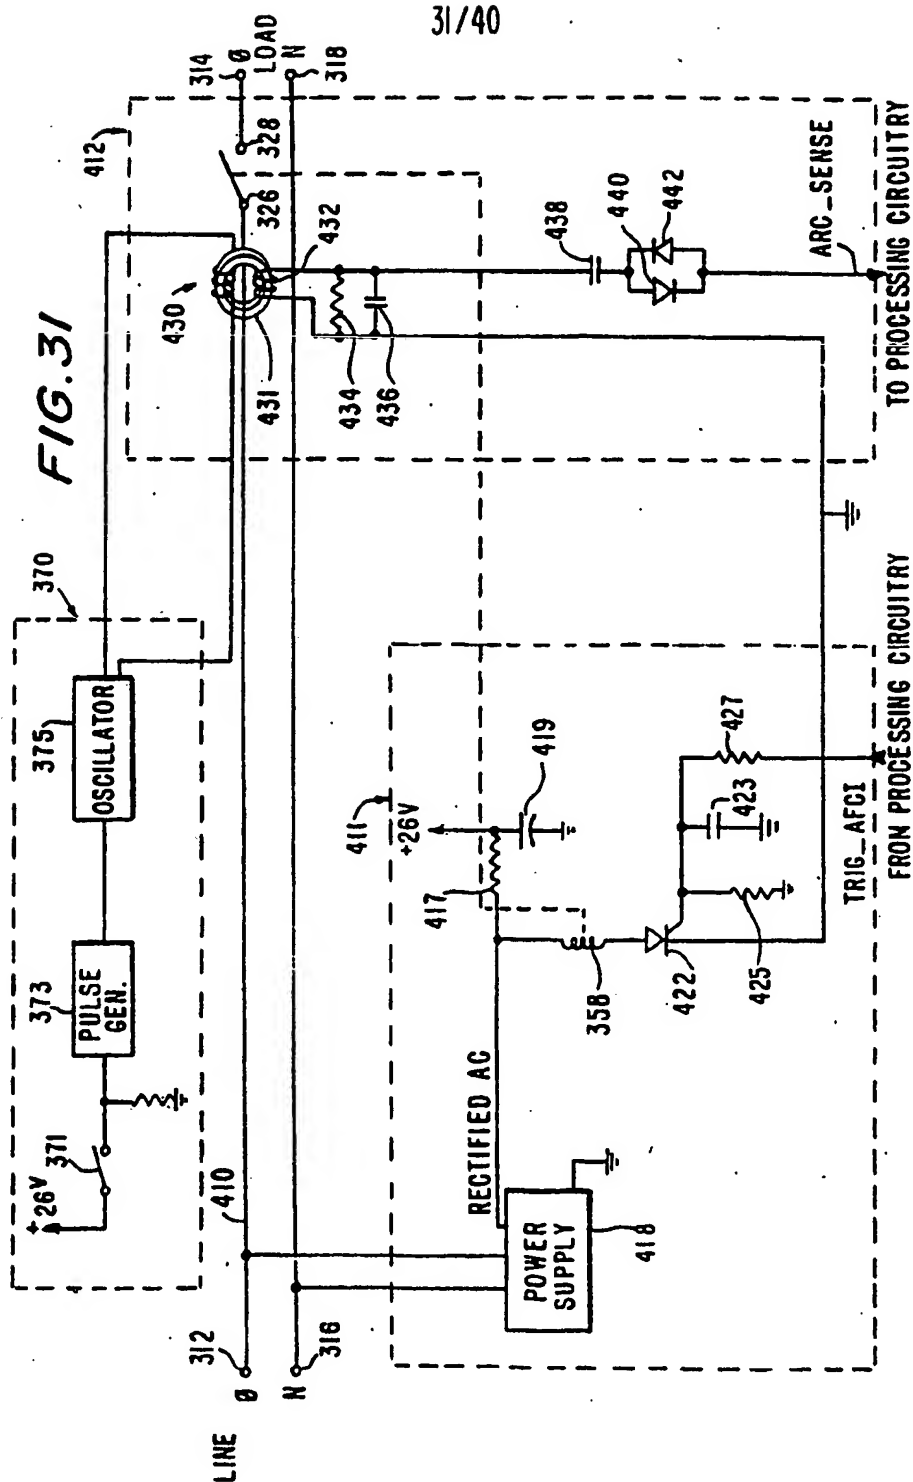 31/40
FIG. 31
370
375
OSCILLATOR
373
PULSE
GEN.
371
+26V
412
314
Ø
LOAD
N
318
328
326
430
432
431
434
436
438
440
442
ARC_SENSE
TO PROCESSING CIRCUITRY
LINE
312
Ø
N
316
410
411
+26V
417
419
RECTIFIED AC
358
422
425
423
427
TRIG_AFCI
FROM PROCESSING CIRCUITRY
POWER
SUPPLY
418